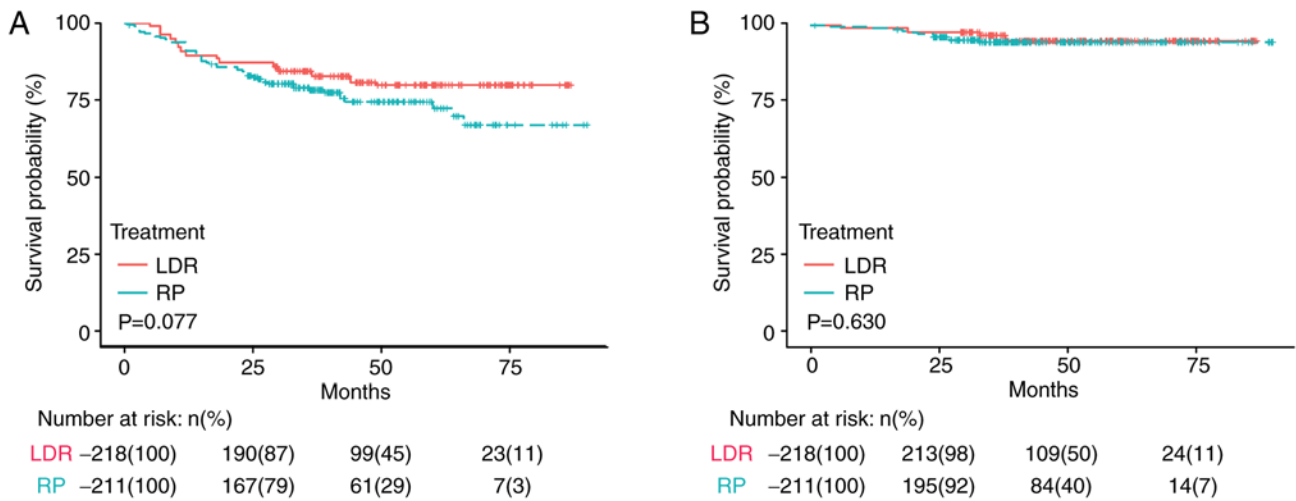 A
Survival probability (%)
100
75
50
25
0
Treatment
LDR
RP
P=0.077
0 25 50 75
Months
Number at risk: n(%)
LDR –218(100) 190(87) 99(45) 23(11)
RP –211(100) 167(79) 61(29) 7(3)
B
Survival probability (%)
100
75
50
25
0
Treatment
LDR
RP
P=0.630
0 25 50 75
Months
Number at risk: n(%)
LDR –218(100) 213(98) 109(50) 24(11)
RP –211(100) 195(92) 84(40) 14(7)